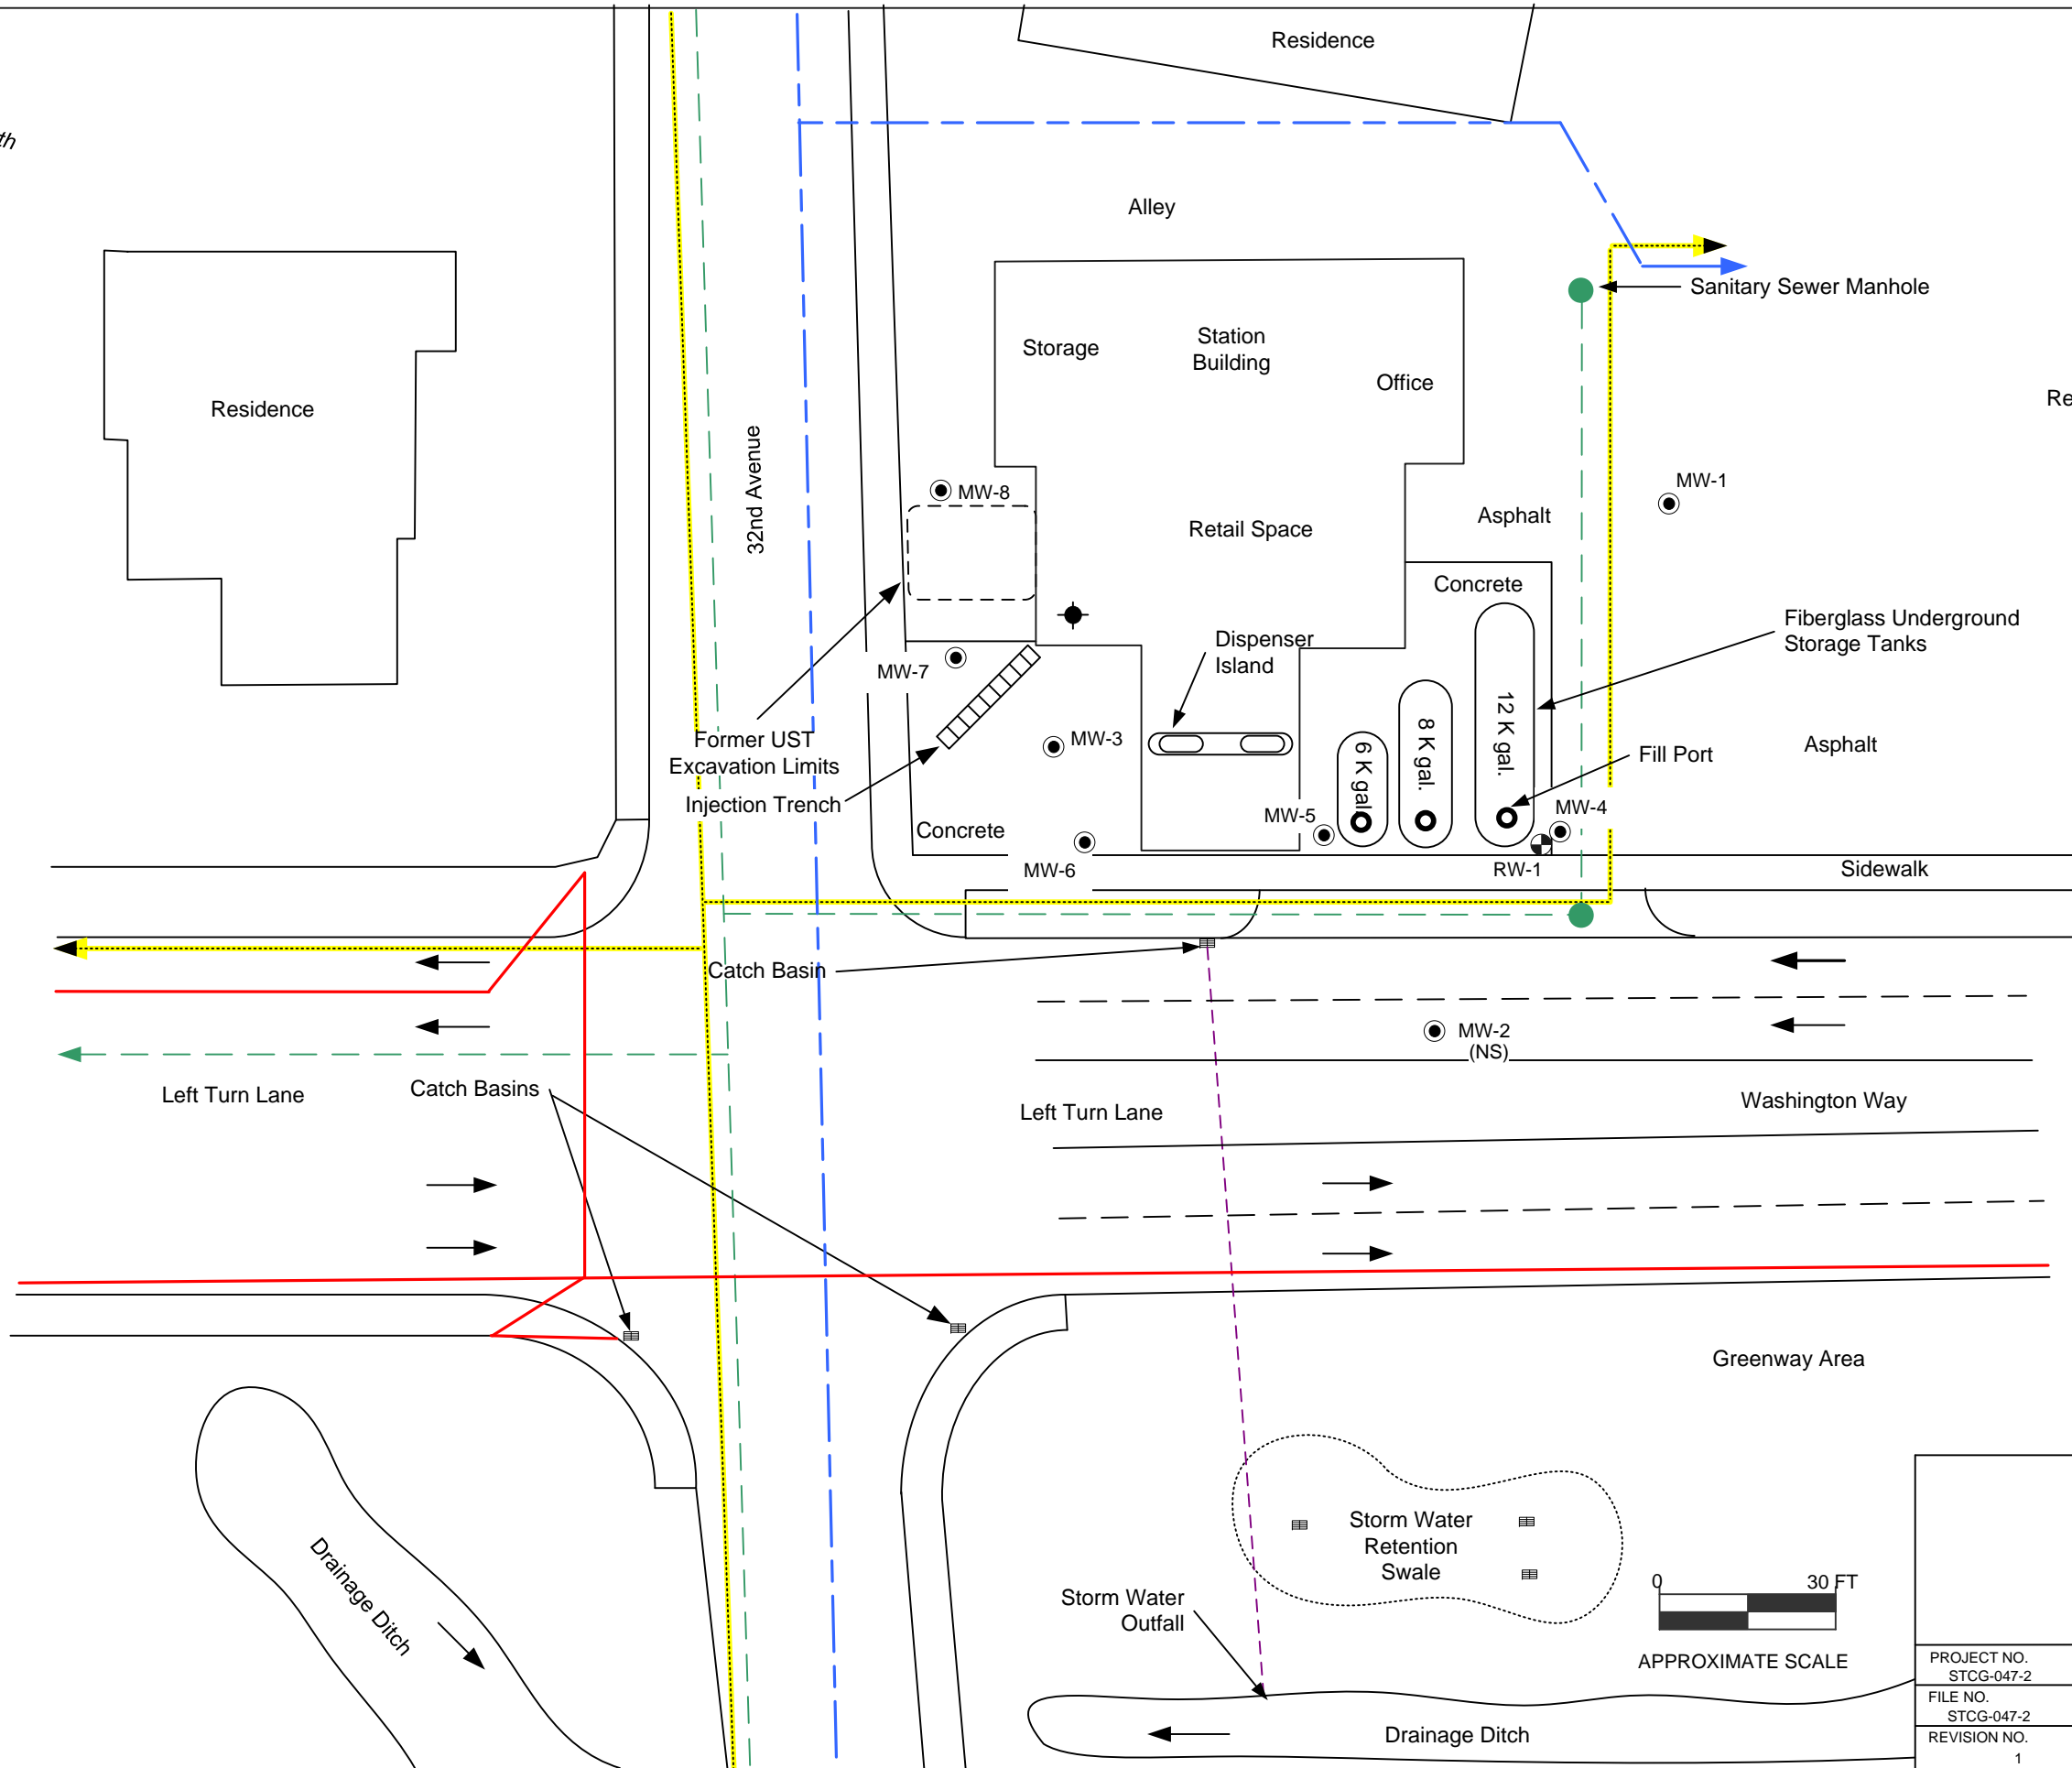 Residence
th
Alley
Sanitary Sewer Manhole
Storage
Station
Building
Office
Residence
Re
32nd Avenue
MW-8
MW-1
Asphalt
Retail Space
Concrete
Fiberglass Underground
Storage Tanks
Dispenser
Island
MW-7
12 K gal.
8 K gal.
6 K gal.
Former UST
Excavation Limits
MW-3
Asphalt
Fill Port
Injection Trench
MW-4
MW-5
Concrete
MW-6
RW-1
Sidewalk
Catch Basin
MW-2
(NS)
Left Turn Lane
Catch Basins
Left Turn Lane
Washington Way
Greenway Area
Storm Water
Retention
Swale
Drainage Ditch
0 30 FT
APPROXIMATE SCALE
Storm Water
Outfall
Drainage Ditch
PROJECT NO.
STCG-047-2
FILE NO.
STCG-047-2
REVISION NO.
1